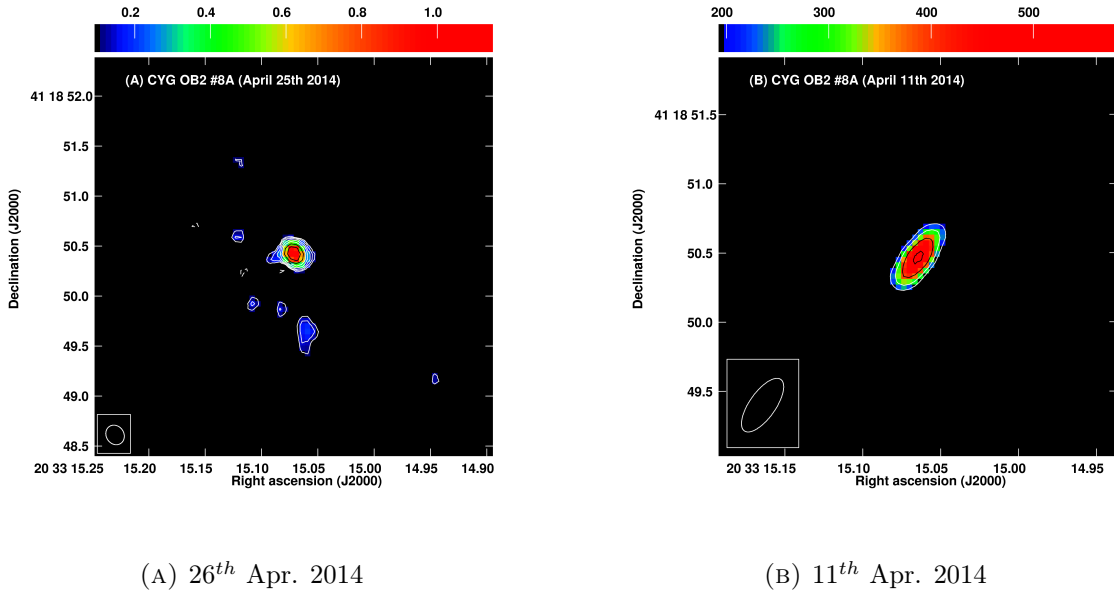 0.2 0.4 0.6 0.8 1.0
(A) CYG OB2 #8A (April 25th 2014)
Declination (J2000)
41 18 52.0
51.5
51.0
50.5
50.0
49.5
49.0
48.5
20 33 15.25 15.20 15.15 15.10 15.05 15.00 14.95 14.90
Right ascension (J2000)
(A) 26th Apr. 2014
200 300 400 500
(B) CYG OB2 #8A (April 11th 2014)
Declination (J2000)
41 18 51.5
51.0
50.5
50.0
49.5
20 33 15.15 15.10 15.05 15.00 14.95
Right ascension (J2000)
(B) 11th Apr. 2014